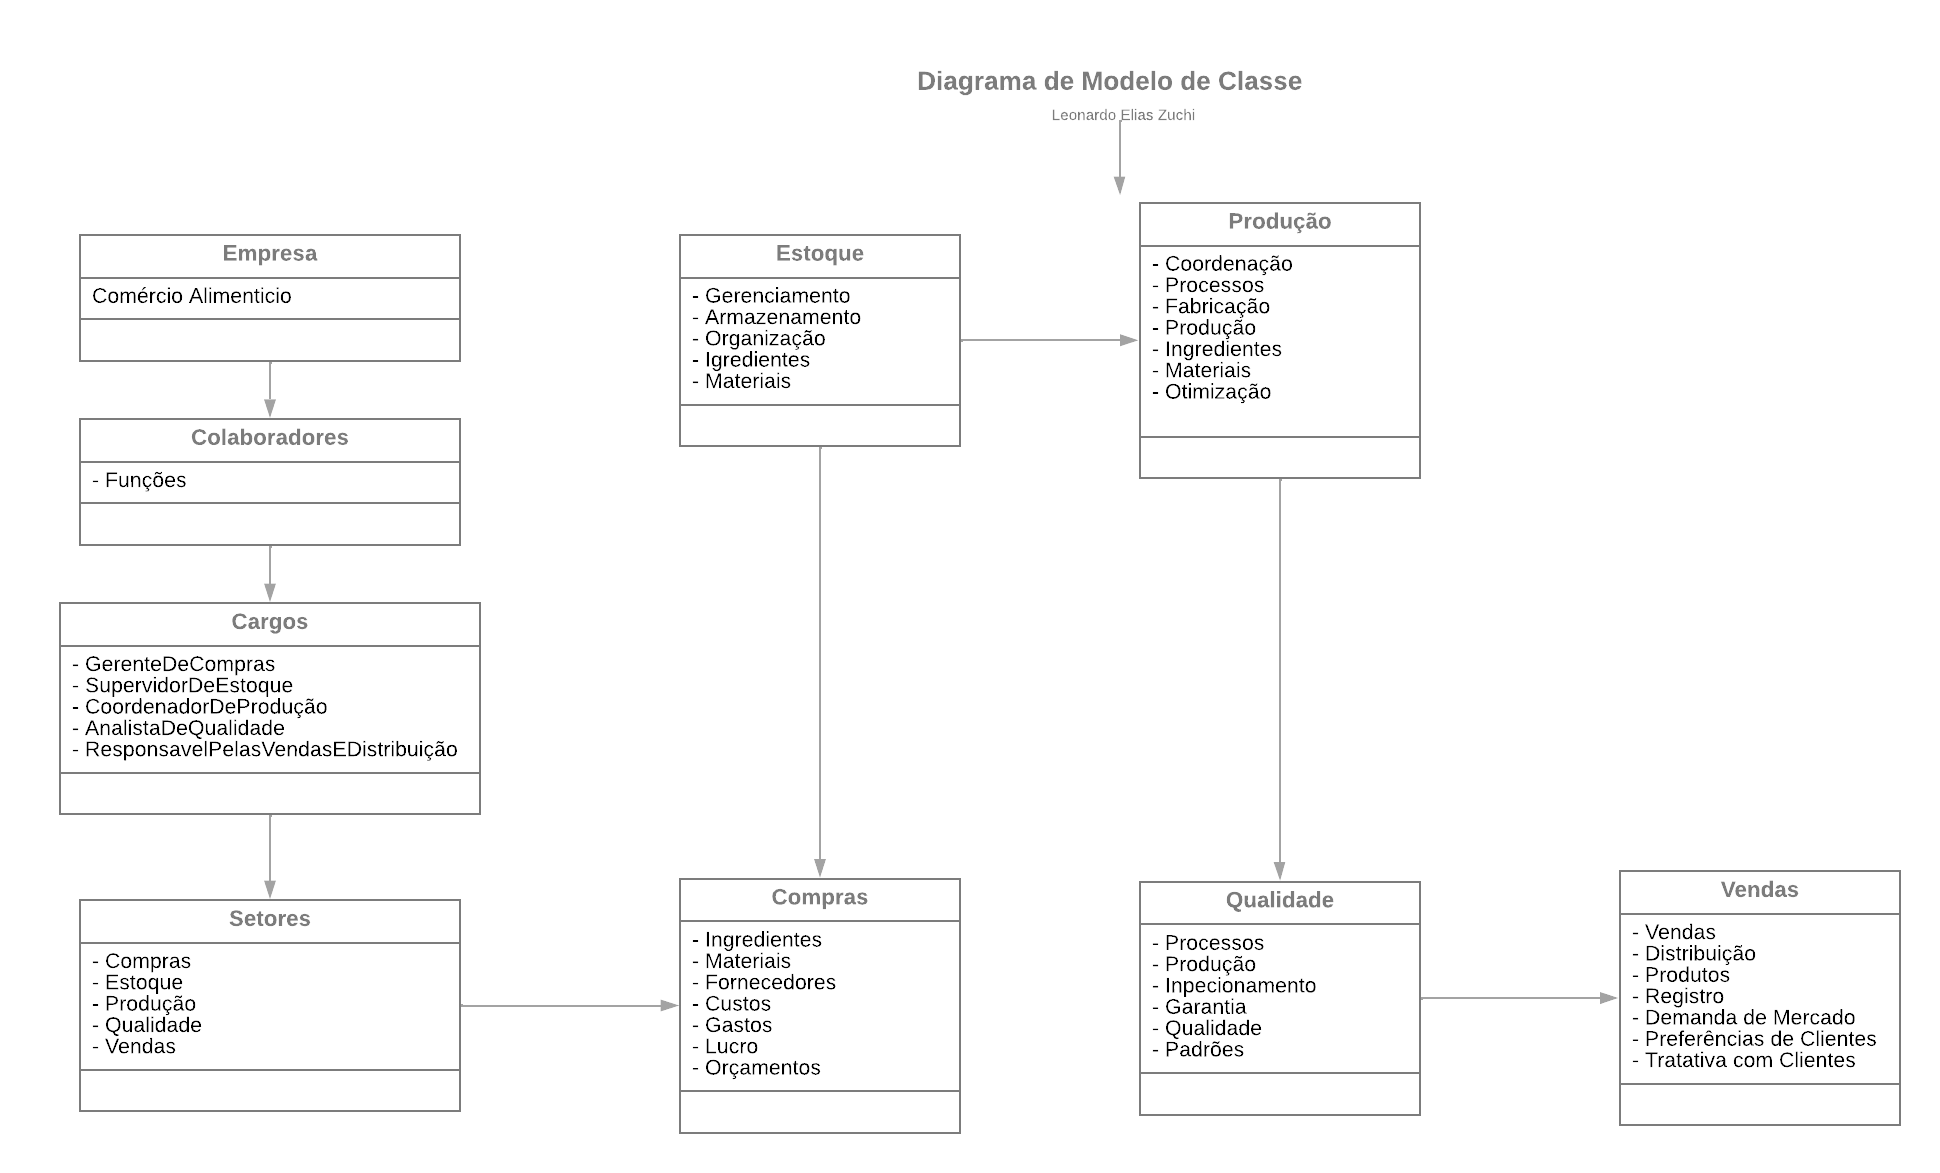 Diagrama de Modelo de Classe
Leonardo Elias Zuchi
Empresa
Comércio Alimenticio
Colaboradores
- Funções
Cargos
- GerenteDeCompras
- SupervidorDeEstoque
- CoordenadorDeProdução
- AnalistaDeQualidade
- ResponsavelPelasVendasEDistribuição
Setores
- Compras
- Estoque
- Produção
- Qualidade
- Vendas
Estoque
- Gerenciamento
- Armazenamento
- Organização
- Igredientes
- Materiais
Compras
- Ingredientes
- Materiais
- Fornecedores
- Custos
- Gastos
- Lucro
- Orçamentos
Produção
- Coordenação
- Processos
- Fabricação
- Produção
- Ingredientes
- Materiais
- Otimização
Qualidade
- Processos
- Produção
- Inpecionamento
- Garantia
- Qualidade
- Padrões
Vendas
- Vendas
- Distribuição
- Produtos
- Registro
- Demanda de Mercado
- Preferências de Clientes
- Tratativa com Clientes